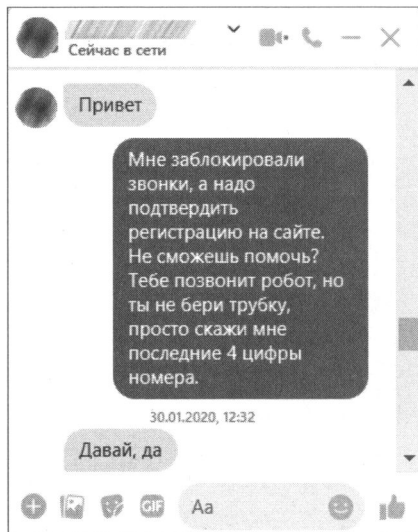 Сейчас в сети
Привет
Мне заблокировали
звонки, а надо
подтвердить
регистрацию на сайте.
Не сможешь помочь?
Тебе позвонит робот, но
ты не бери трубку,
просто скажи мне
последние 4 цифры
номера.
30.01.2020, 12:32
Давай, да
GIF
Aa